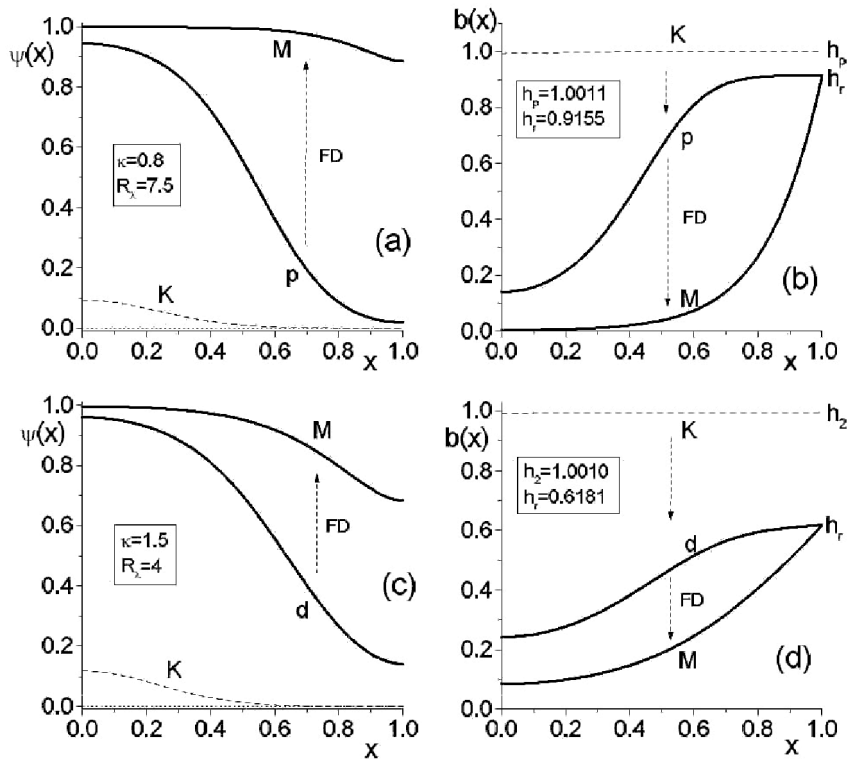 ψ(x)
1.0
0.8
0.6
0.4
0.2
0.0
M
FD
κ=0.8
R_λ=7.5
(a)
p
K
0.0 0.2 0.4 0.6 0.8 1.0
x
b(x)
1.0
0.8
0.6
0.4
0.2
0.0
K
h_p
h_r
h_p=1.0011
h_r=0.9155
p
FD
M
(b)
0.0 0.2 0.4 0.6 0.8 1.0
x
ψ(x)
1.0
0.8
0.6
0.4
0.2
0.0
M
FD
κ=1.5
R_λ=4
(c)
d
K
0.0 0.2 0.4 0.6 0.8 1.0
x
b(x)
1.0
0.8
0.6
0.4
0.2
0.0
h_2
K
h_2=1.0010
h_r=0.6181
h_r
d
FD
M
(d)
0.0 0.2 0.4 0.6 0.8 1.0
x